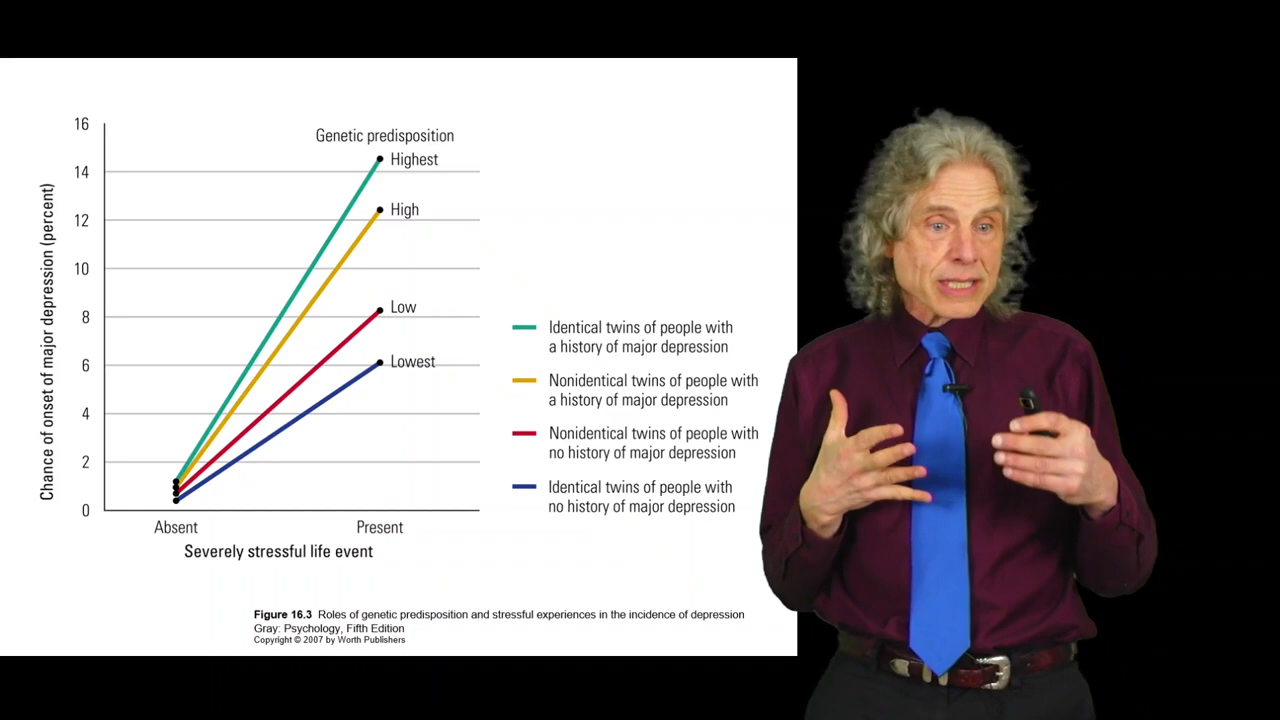 16
Genetic predisposition
Highest
14
High
12
10
Low
8
Lowest
6
4
2
0
Chance of onset of major depression (percent)
Absent
Present
Severely stressful life event
Identical twins of people with
a history of major depression
Nonidentical twins of people with
a history of major depression
Nonidentical twins of people with
no history of major depression
Identical twins of people with
no history of major depression
Figure 16.3 Roles of genetic predisposition and stressful experiences in the incidence of depression
Gray: Psychology, Fifth Edition
Copyright © 2007 by Worth Publishers